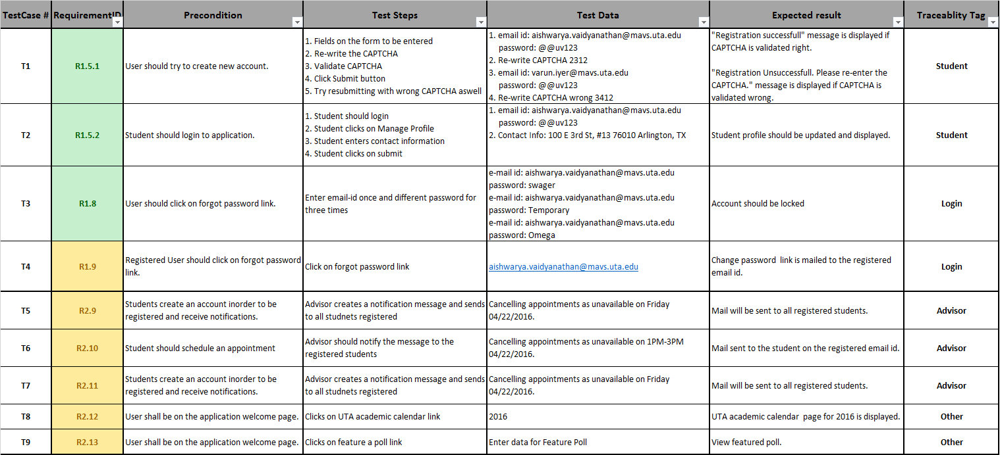 TestCase # RequirementID Precondition Test Steps Test Data Expected result Traceablity Tag
T1
R1.5.1
User should try to create new account.
1. Fields on the form to be entered
2. Re-write the CAPTCHA
3. Validate CAPTCHA
4. Click Submit button
5. Try resubmitting with wrong CAPTCHA aswell
1. email id: aishwarya.vaidyanathan@mavs.uta.edu
password: @@uv123
2. Re-write CAPTCHA 2312
3. email id: varun.iyer@mavs.uta.edu
password: @@uv123
4. Re-write CAPTCHA wrong 3412
"Registration successfull" message is displayed if
CAPTCHA is validated right.
"Registration Unsuccessfull. Please re-enter the
CAPTCHA." message is displayed if CAPTCHA is
validated wrong.
Student
T2
R1.5.2
Student should login to application.
1. Student should login
2. Student clicks on Manage Profile
3. Student enters contact information
4. Student clicks on submit
1. email id: aishwarya.vaidyanathan@mavs.uta.edu
password: @@uv123
2. Contact Info: 100 E 3rd St, #13 76010 Arlington, TX
Student profile should be updated and displayed.
Student
T3
R1.8
User should click on forgot password link.
Enter email-id once and different password for
three times
e-mail id: aishwarya.vaidyanathan@mavs.uta.edu
password: swager
e-mail id: aishwarya.vaidyanathan@mavs.uta.edu
password: Temporary
e-mail id: aishwarya.vaidyanathan@mavs.uta.edu
password: Omega
Account should be locked
Login
T4
R1.9
Registered User should click on forgot password
link.
Click on forgot password link
aishwarya.vaidyanathan@mavs.uta.edu
Change password  link is mailed to the registered
email id.
Login
T5
R2.9
Students create an account inorder to be
registered and receive notifications.
Advisor creates a notification message and sends
to all studnets registered
Cancelling appointments as unavailable on Friday
04/22/2016.
Mail will be sent to all registered students.
Advisor
T6
R2.10
Student should schedule an appointment
Advisor should notify the message to the
registered students
Cancelling appointments as unavailable on 1PM-3PM
04/22/2016.
Mail sent to the student on the registered email id.
Advisor
T7
R2.11
Students create an account inorder to be
registered and receive notifications.
Advisor creates a notification message and sends
to all studnets registered
Cancelling appointments as unavailable on Friday
04/22/2016.
Mail will be sent to all registered students.
Advisor
T8
R2.12
User shall be on the application welcome page.
Clicks on UTA academic calendar link
2016
UTA academic calendar  page for 2016 is displayed.
Other
T9
R2.13
User shall be on the application welcome page.
Clicks on feature a poll link
Enter data for Feature Poll
View featured poll.
Other